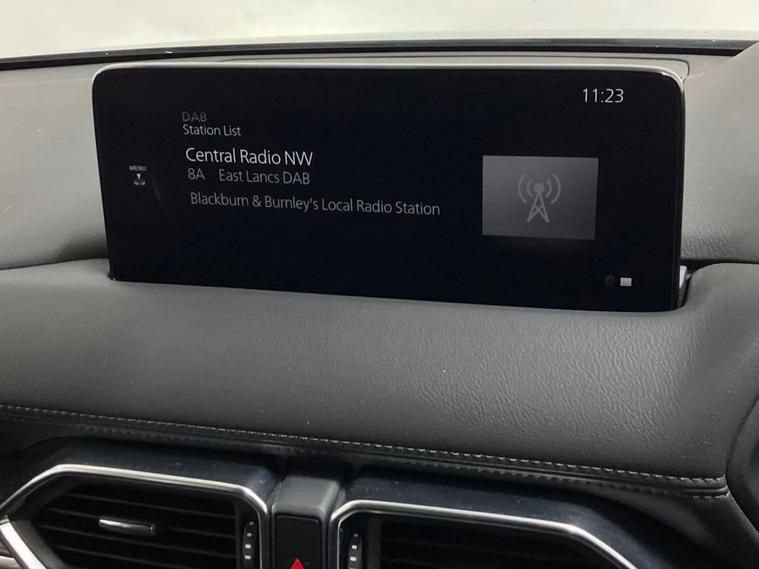 11:23
DAB
Station List
Central Radio NW
MENU
8A East Lancs DAB
Blackburn & Burnley's Local Radio Station